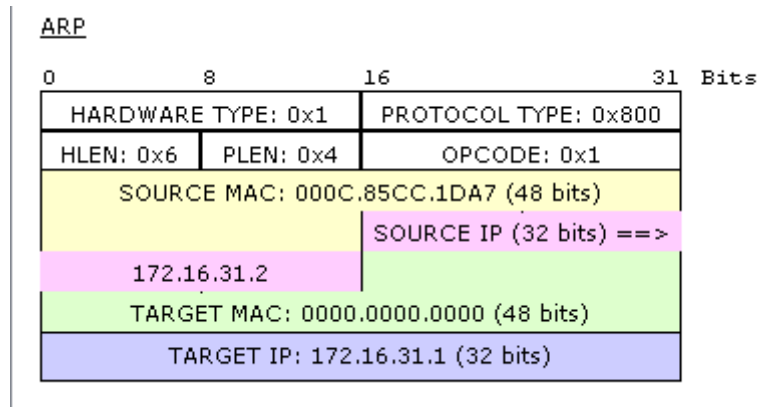 ARP
0 8 16 31 Bits
HARDWARE TYPE: 0x1 PROTOCOL TYPE: 0x800
HLEN: 0x6 PLEN: 0x4 OPCODE: 0x1
SOURCE MAC: 000C.85CC.1DA7 (48 bits)
SOURCE IP (32 bits) ==>
172.16.31.2
TARGET MAC: 0000.0000.0000 (48 bits)
TARGET IP: 172.16.31.1 (32 bits)